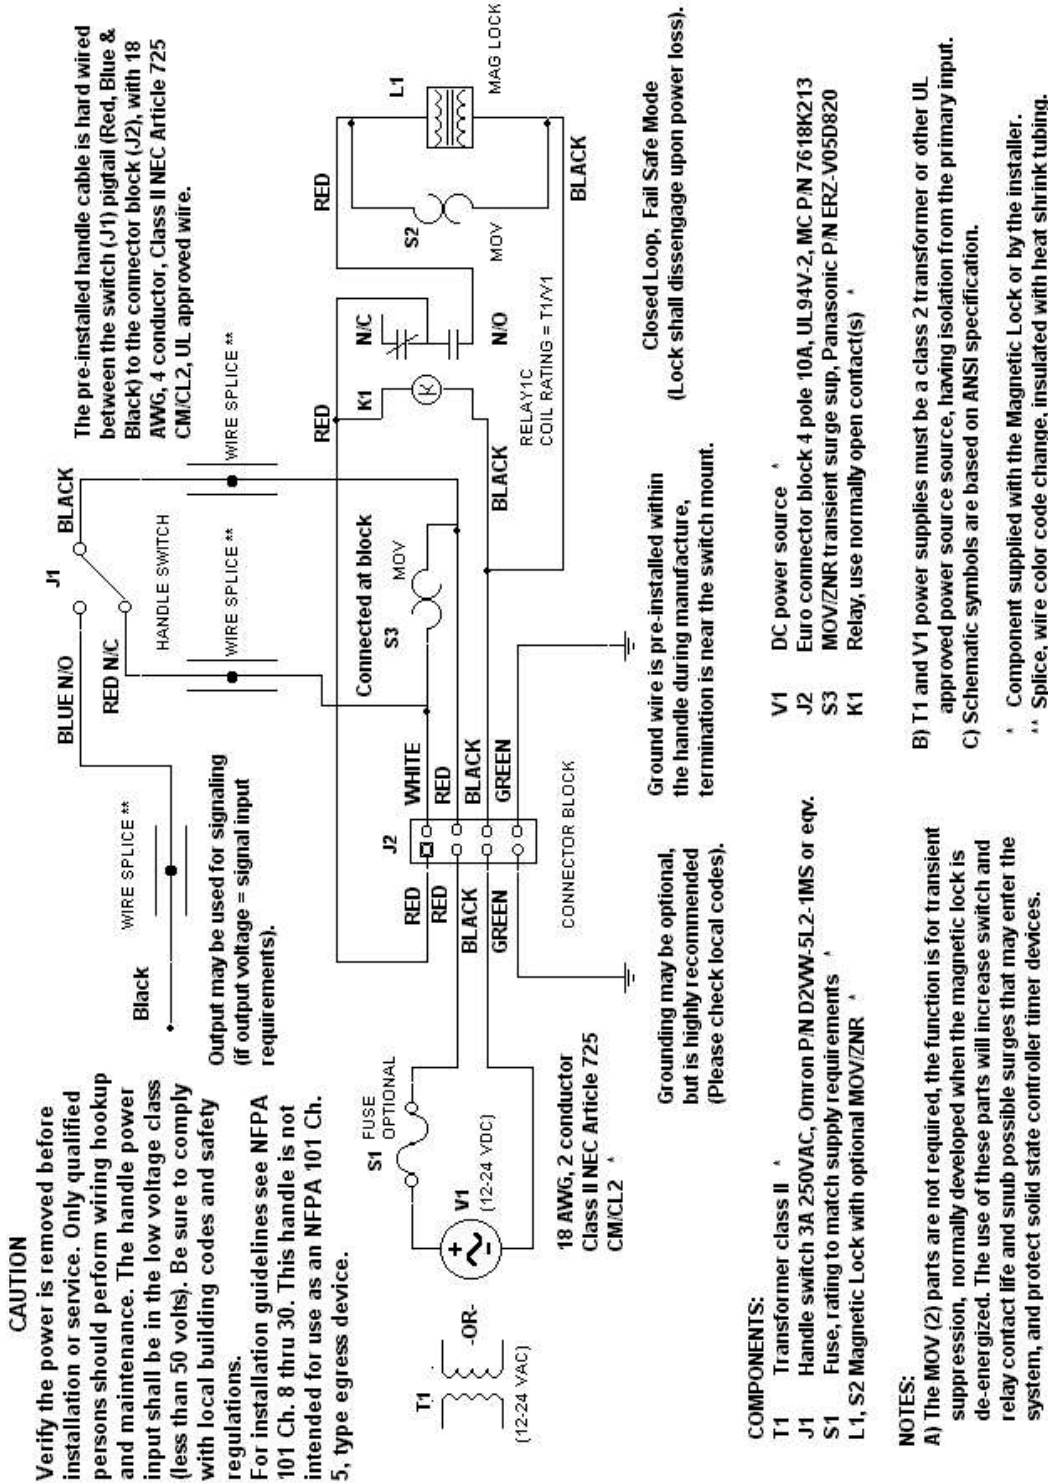 CAUTION
Verify the power is removed before
installation or service. Only qualified
persons should perform wiring hookup
and maintenance. The handle power
input shall be in the low voltage class
(less than 50 volts). Be sure to comply
with local building codes and safety
regulations.
For installation guidelines see NFPA
101 Ch. 8 thru 30. This handle is not
intended for use as an NFPA 101 Ch.
5, type egress device.
Black
WIRE SPLICE **
Output may be used for signaling
(if output voltage = signal input
requirements).
BLUE N/O
RED N/C
J1
BLACK
HANDLE SWITCH
WIRE SPLICE **
WIRE SPLICE **
The pre-installed handle cable is hard wired
between the switch (J1) pigtail (Red, Blue &
Black) to the connector block (J2), with 18
AWG, 4 conductor, Class II NEC Article 725
CM/CL2, UL approved wire.
T1
(12-24 VAC)
-OR-
V1
(12-24 VDC)
S1
FUSE
OPTIONAL
18 AWG, 2 conductor
Class II NEC Article 725
CM/CL2 *
RED
RED
BLACK
GREEN
J2
WHITE
RED
BLACK
GREEN
CONNECTOR BLOCK
Connected at block
S3
MOV
RED
K1
N/C
N/O
BLACK
RELAY1C
COIL RATING = T1/V1
RED
S2
MOV
L1
MAG LOCK
BLACK
Grounding may be optional,
but is highly recommended
(Please check local codes).
Ground wire is pre-installed within
the handle during manufacture,
termination is near the switch mount.
Closed Loop, Fail Safe Mode
(Lock shall dissengage upon power loss).
COMPONENTS:
T1 Transformer class II *
J1 Handle switch 3A 250VAC, Omron P/N D2VW-5L2-1MS or eqv.
S1 Fuse, rating to match supply requirements *
L1, S2 Magnetic Lock with optional MOV/ZNR *
V1 DC power source *
J2 Euro connector block 4 pole 10A, UL94V-2, MC P/N 7618K213
S3 MOV/ZNR transient surge sup, Panasonic P/N ERZ-V05D820
K1 Relay, use normally open contact(s) *
NOTES:
A) The MOV (2) parts are not required, the function is for transient
suppression, normally developed when the magnetic lock is
de-energized. The use of these parts will increase switch and
relay contact life and snub possible surges that may enter the
system, and protect solid state controller timer devices.
B) T1 and V1 power supplies must be a class 2 transformer or other UL
approved power source source, having isolation from the primary input.
C) Schematic symbols are based on ANSI specification.
* Component supplied with the Magnetic Lock or by the installer.
** Splice, wire color code change, insulated with heat shrink tubing.